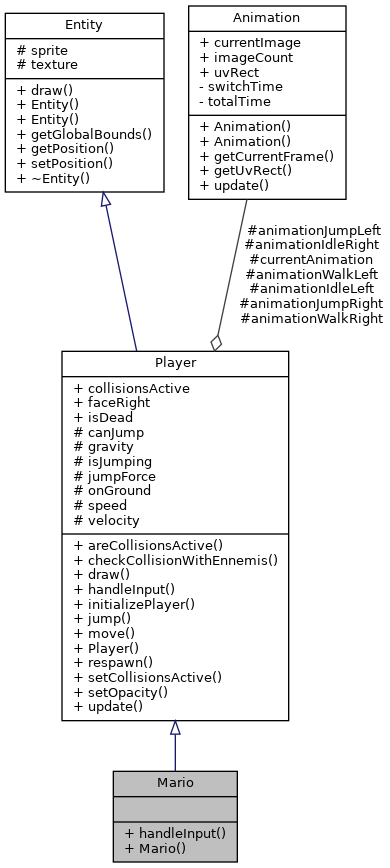 Entity
# sprite
# texture
+ draw()
+ Entity()
+ Entity()
+ getGlobalBounds()
+ getPosition()
+ setPosition()
+ ~Entity()
Animation
+ currentImage
+ imageCount
+ uvRect
- switchTime
- totalTime
+ Animation()
+ Animation()
+ getCurrentFrame()
+ getUvRect()
+ update()
#animationJumpLeft
#animationIdleRight
#currentAnimation
#animationWalkLeft
#animationIdleLeft
#animationJumpRight
#animationWalkRight
Player
+ collisionsActive
+ faceRight
+ isDead
# canJump
# gravity
# isJumping
# jumpForce
# onGround
# speed
# velocity
+ areCollisionsActive()
+ checkCollisionWithEnnemis()
+ draw()
+ handleInput()
+ initializePlayer()
+ jump()
+ move()
+ Player()
+ respawn()
+ setCollisionsActive()
+ setOpacity()
+ update()
Mario
+ handleInput()
+ Mario()